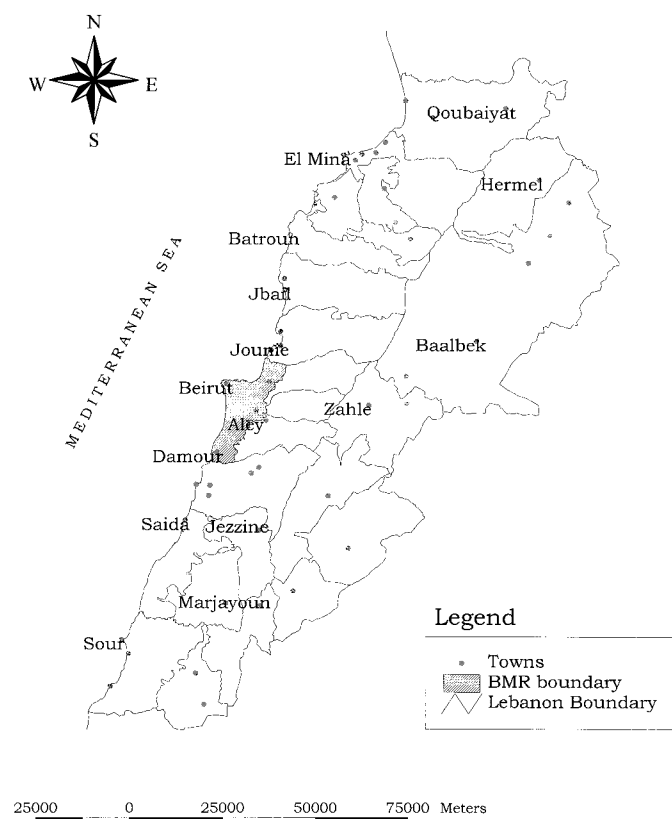 N
W E
S
Qoubaiyat
El Mina
Hermel
Batroun
MEDITERRANEAN SEA
Jbail
Jounie
Baalbek
Beirut
Zahle
Aley
Damour
Saida
Jezzine
Marjayoun
Sour
Legend
Towns
BMR boundary
Lebanon Boundary
25000 0 25000 50000 75000 Meters